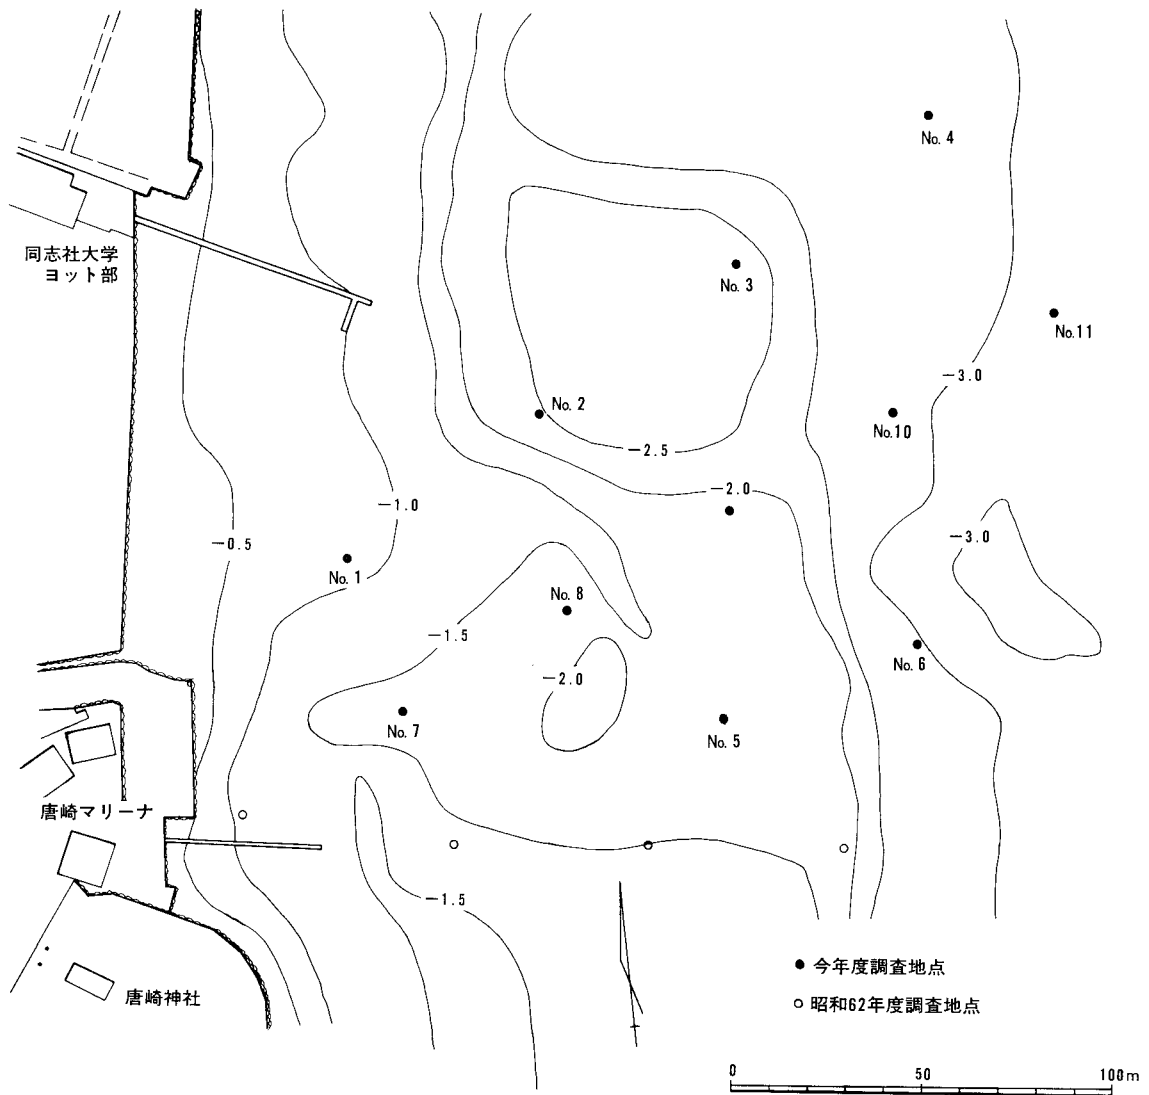 No. 4
同志社大学
ヨット部
No. 3
No. 11
-3.0
No. 2
No. 10
-2.5
-2.0
-1.0
-0.5
-3.0
No. 1
No. 8
-1.5
No. 6
-2.0
No. 7
No. 5
唐崎マリーナ
-1.5
● 今年度調査地点
唐崎神社
○ 昭和62年度調査地点
0 50 100m